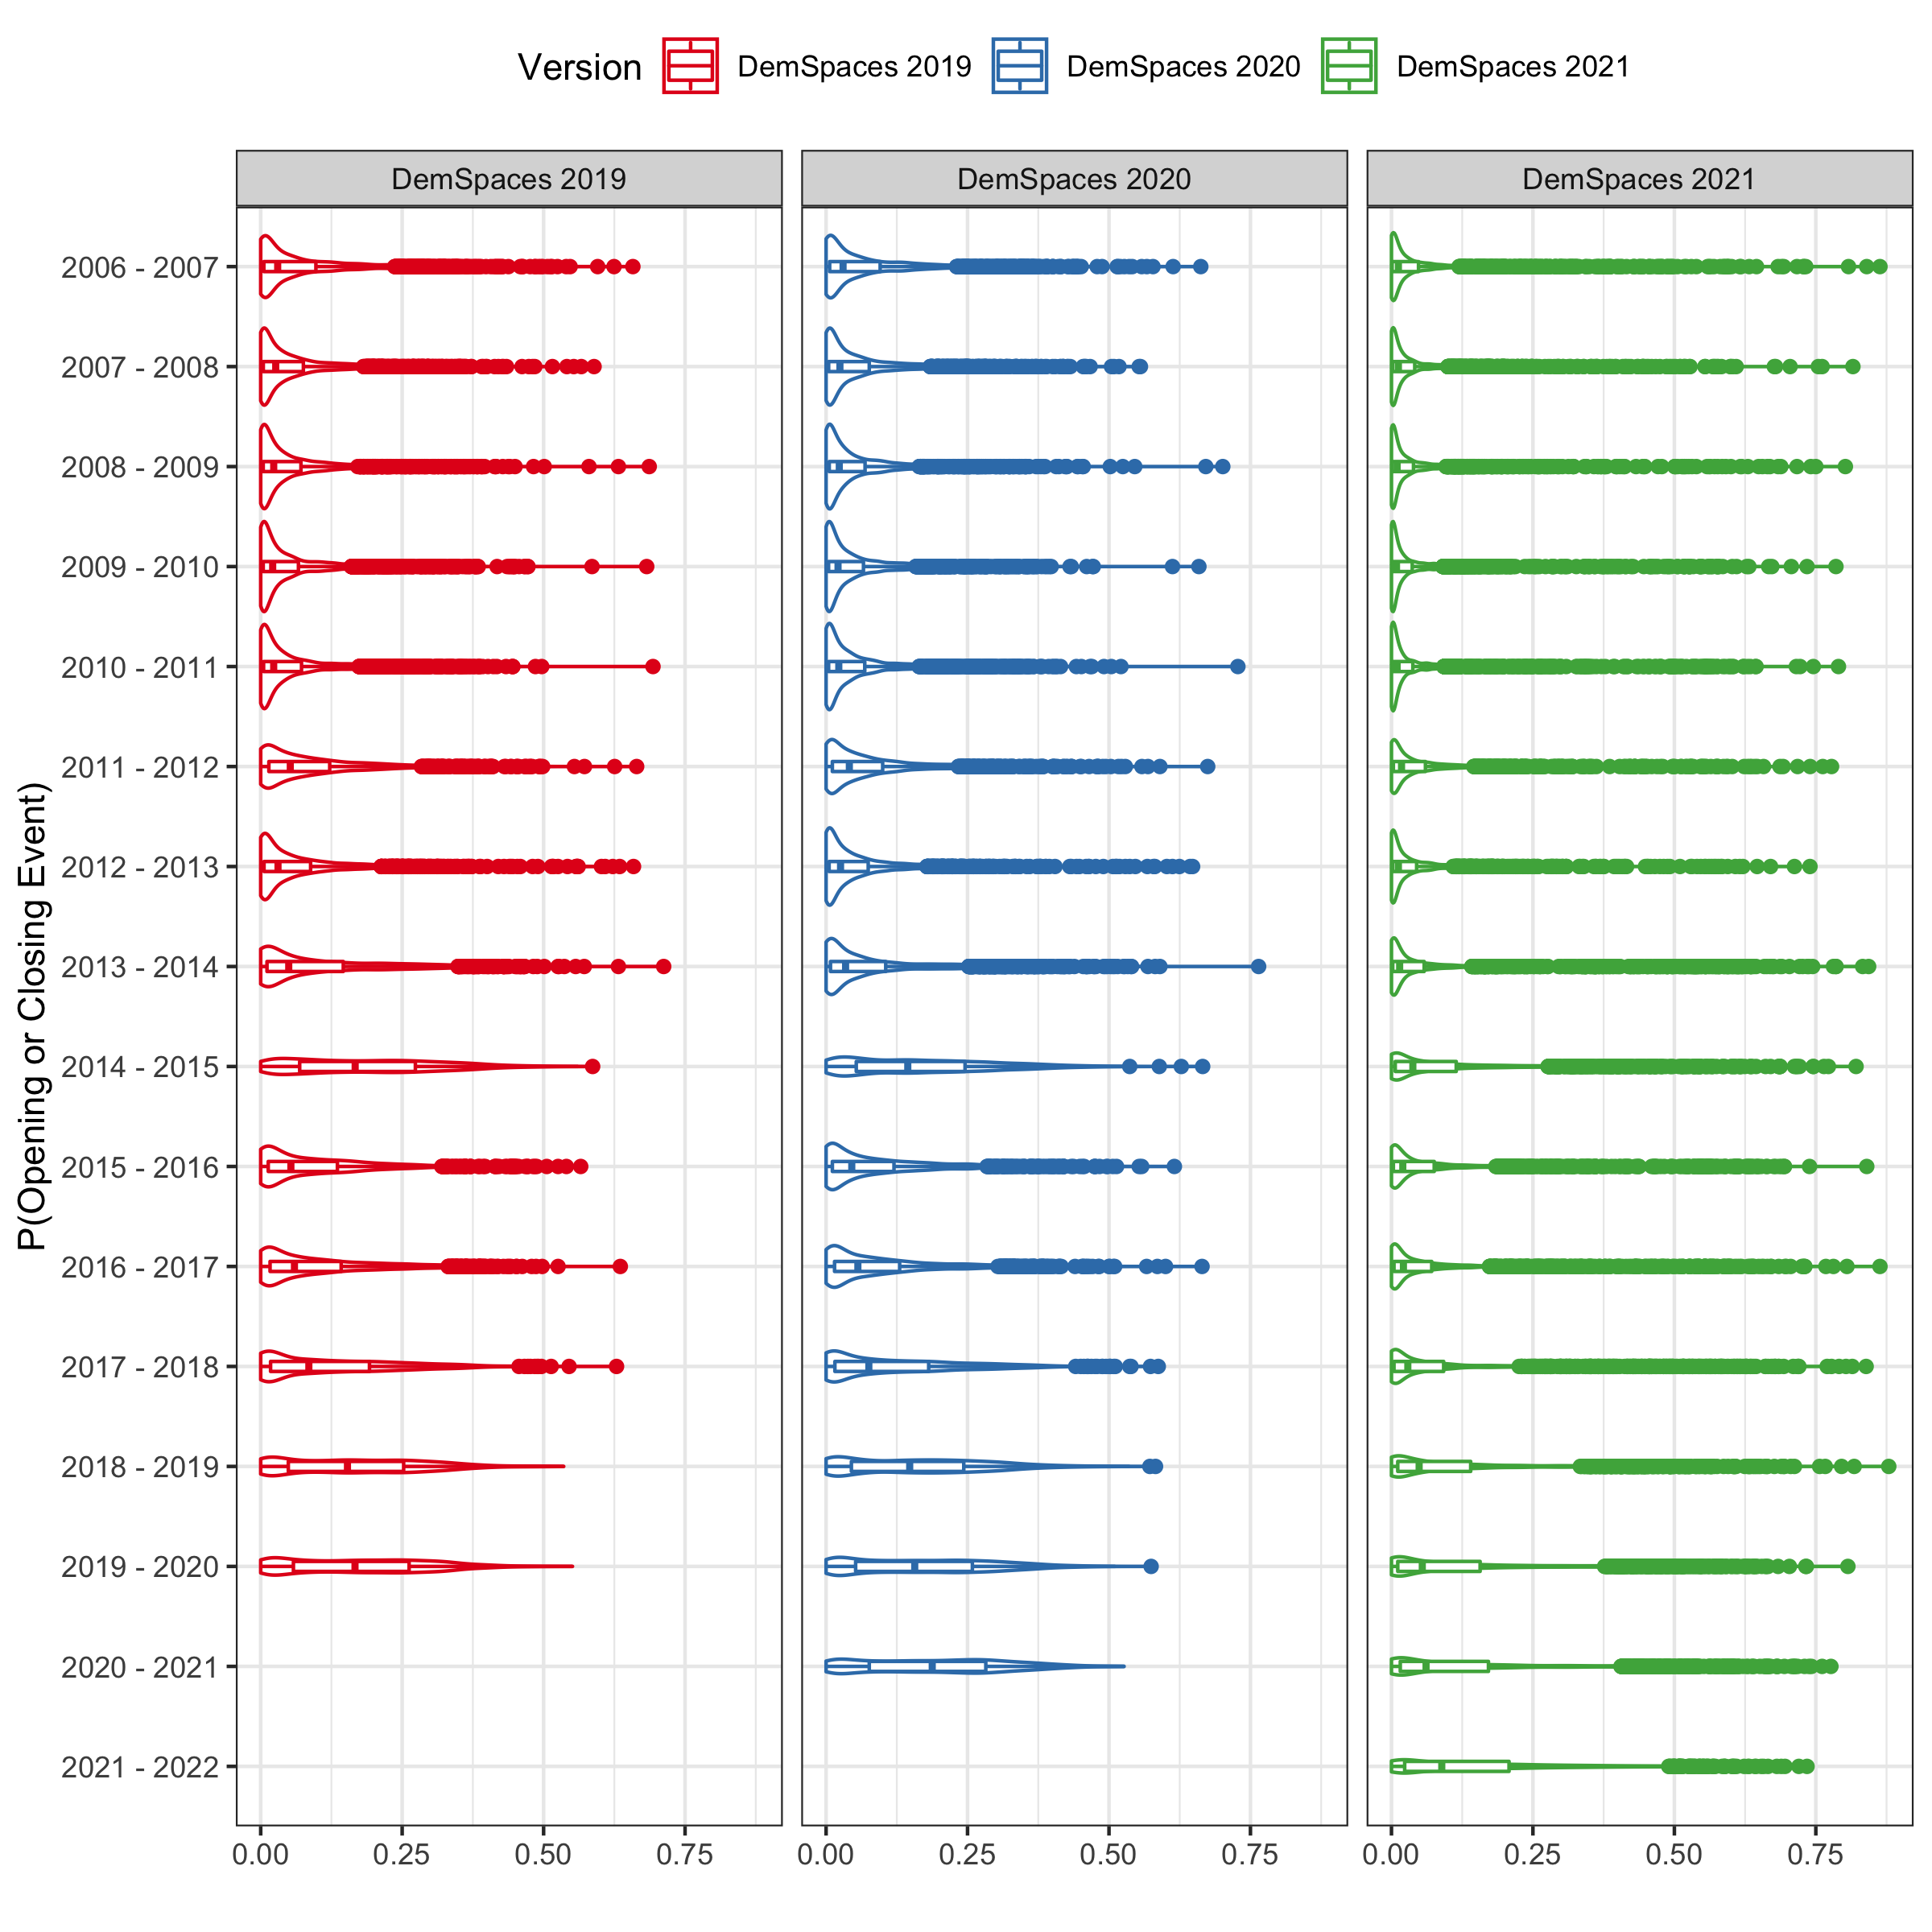 Version DemSpaces 2019 DemSpaces 2020 DemSpaces 2021
DemSpaces 2019 DemSpaces 2020 DemSpaces 2021
P(Opening or Closing Event)
2006 - 2007
2007 - 2008
2008 - 2009
2009 - 2010
2010 - 2011
2011 - 2012
2012 - 2013
2013 - 2014
2014 - 2015
2015 - 2016
2016 - 2017
2017 - 2018
2018 - 2019
2019 - 2020
2020 - 2021
2021 - 2022
0.00 0.25 0.50 0.75 0.00 0.25 0.50 0.75 0.00 0.25 0.50 0.75